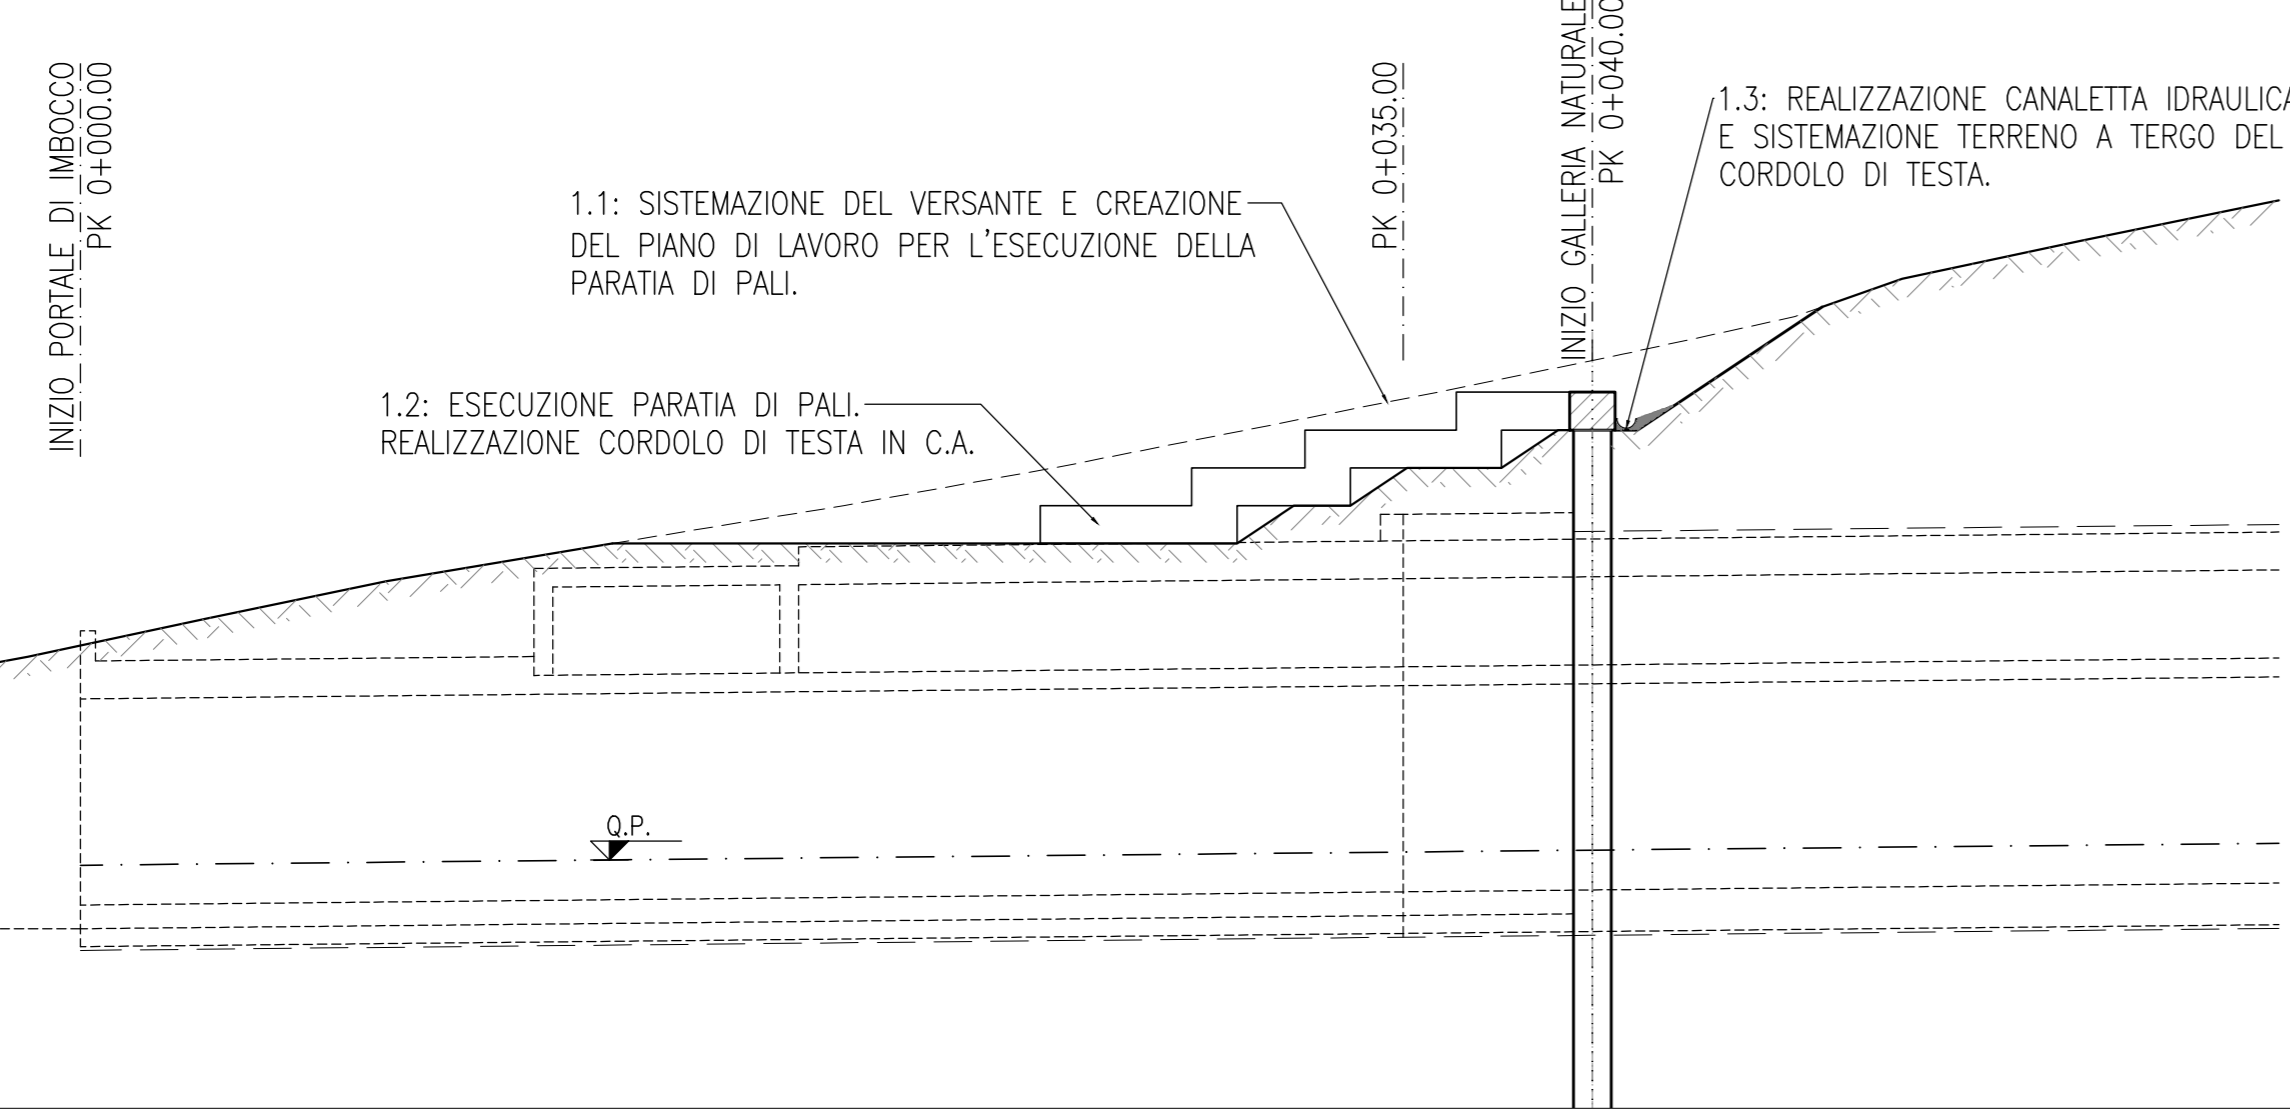 INIZIO PORTALE DI IMBOCCO
PK 0+000.00
1.1: SISTEMAZIONE DEL VERSANTE E CREAZIONE
DEL PIANO DI LAVORO PER L'ESECUZIONE DELLA
PARATIA DI PALI.
1.2: ESECUZIONE PARATIA DI PALI.
REALIZZAZIONE CORDOLO DI TESTA IN C.A.
PK 0+035.00
INIZIO GALLERIA NATURALE
PK 0+040.00
1.3: REALIZZAZIONE CANALETTA IDRAULICA
E SISTEMAZIONE TERRENO A TERGO DEL
CORDOLO DI TESTA.
Q.P.